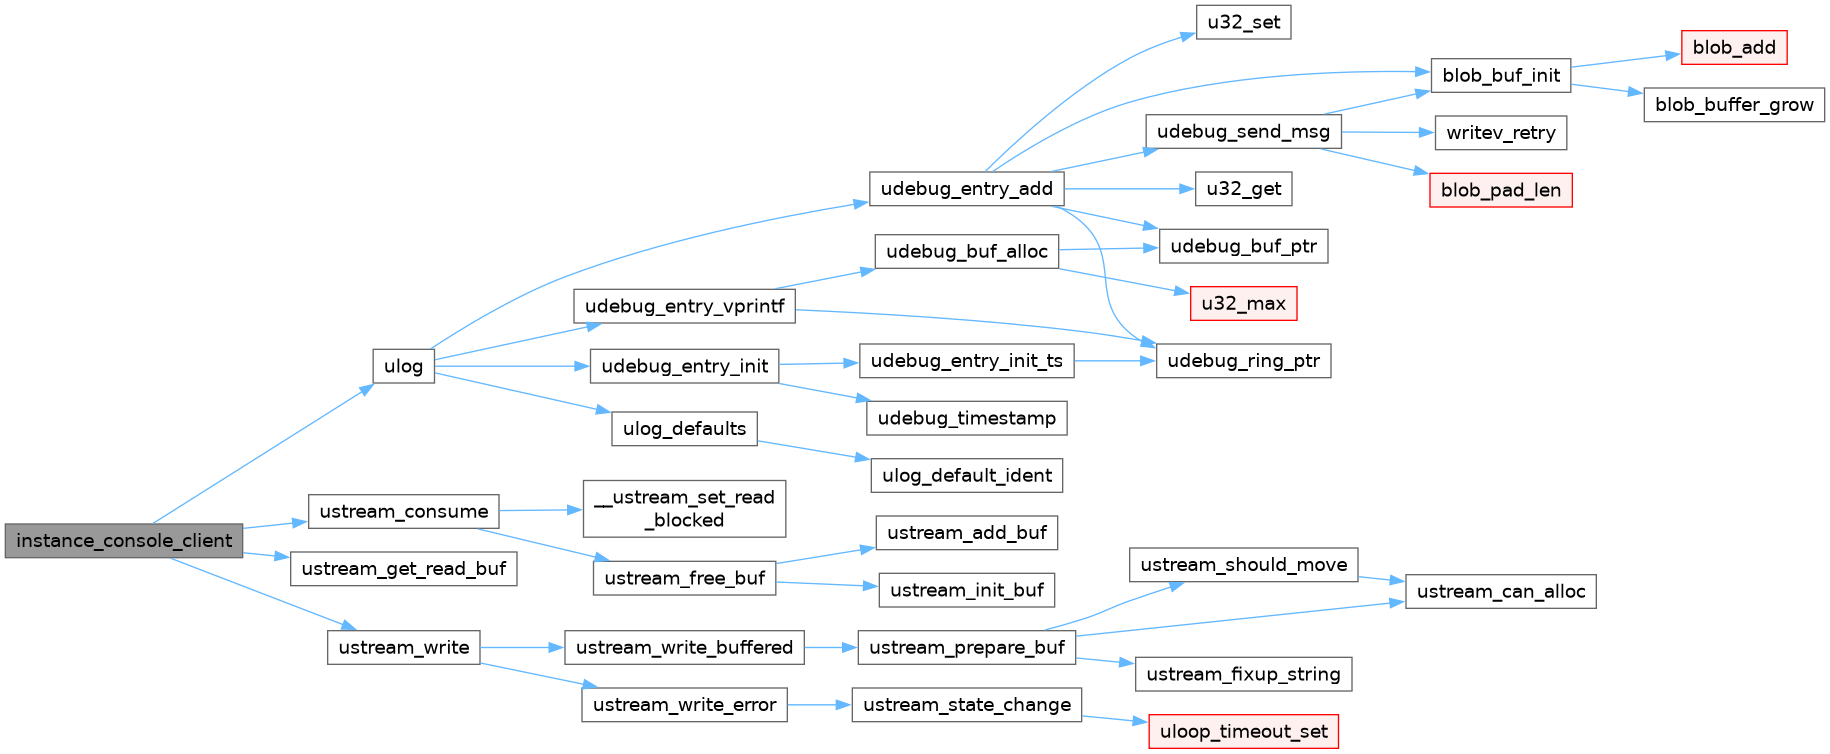 u32_set
blob_add
blob_buf_init
blob_buffer_grow
udebug_send_msg
writev_retry
udebug_entry_add
u32_get
blob_pad_len
udebug_buf_ptr
udebug_buf_alloc
udebug_entry_vprintf
u32_max
ulog
udebug_entry_init
udebug_entry_init_ts
udebug_ring_ptr
udebug_timestamp
ulog_defaults
ulog_default_ident
ustream_consume
__ustream_set_read
_blocked
instance_console_client
ustream_add_buf
ustream_get_read_buf
ustream_free_buf
ustream_init_buf
ustream_should_move
ustream_can_alloc
ustream_write
ustream_write_buffered
ustream_prepare_buf
ustream_fixup_string
ustream_write_error
ustream_state_change
uloop_timeout_set